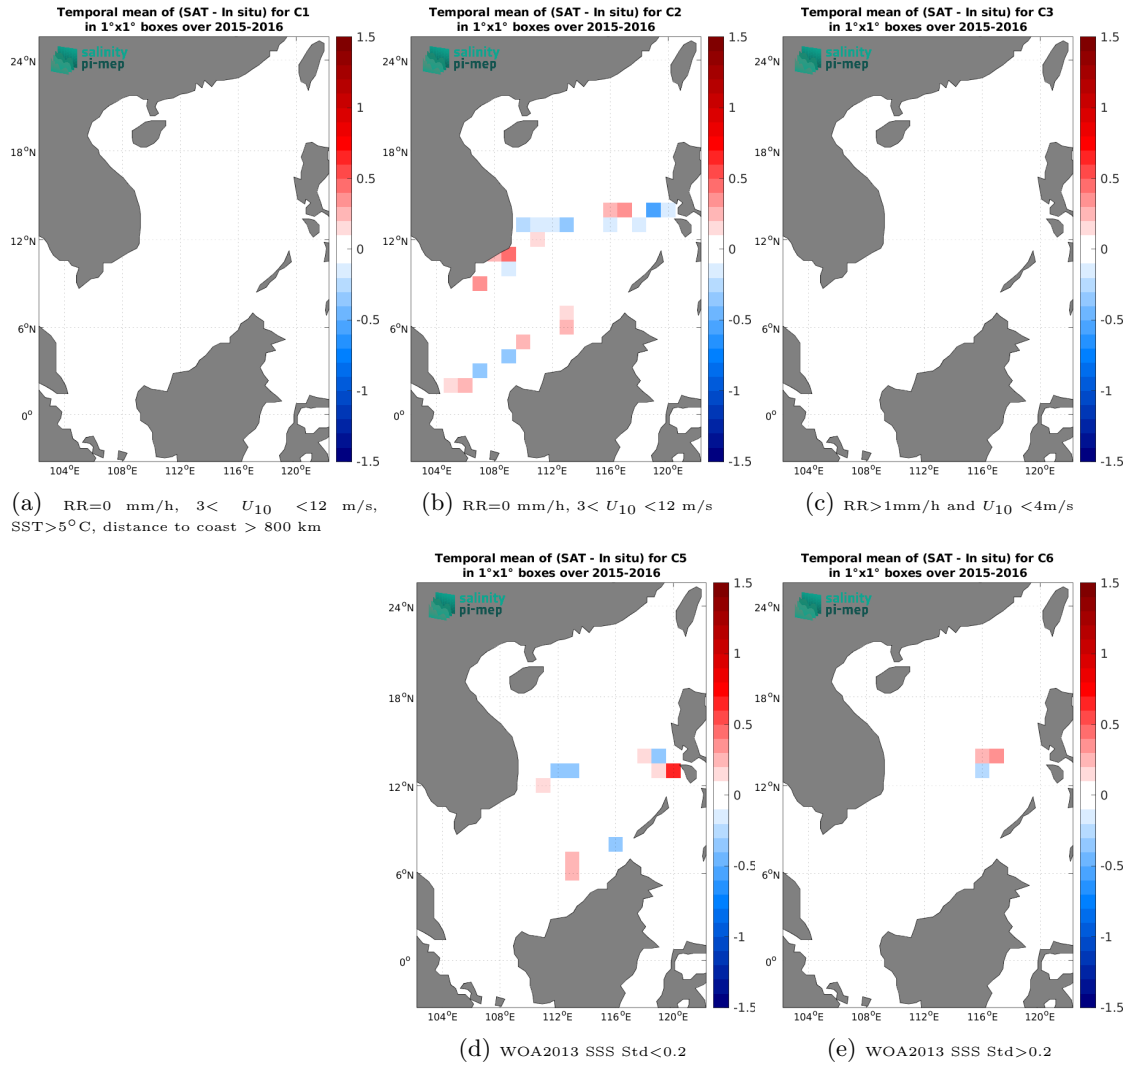 Temporal mean of (SAT - In situ) for C1
in 1°x1° boxes over 2015-2016
salinity
pi-mep
24°N
18°N
12°N
6°N
0°
104°E 108°E 112°E 116°E 120°E
1.5
1
0.5
0
-0.5
-1
-1.5
(a) RR=0 mm/h, 3< U10 <12 m/s,
SST>5°C, distance to coast > 800 km
Temporal mean of (SAT - In situ) for C2
in 1°x1° boxes over 2015-2016
salinity
pi-mep
24°N
18°N
12°N
6°N
0°
104°E 108°E 112°E 116°E 120°E
1.5
1
0.5
0
-0.5
-1
-1.5
(b) RR=0 mm/h, 3< U10 <12 m/s
Temporal mean of (SAT - In situ) for C3
in 1°x1° boxes over 2015-2016
salinity
pi-mep
24°N
18°N
12°N
6°N
0°
104°E 108°E 112°E 116°E 120°E
1.5
1
0.5
0
-0.5
-1
-1.5
(c) RR>1mm/h and U10 <4m/s
Temporal mean of (SAT - In situ) for C5
in 1°x1° boxes over 2015-2016
salinity
pi-mep
24°N
18°N
12°N
6°N
0°
104°E 108°E 112°E 116°E 120°E
1.5
1
0.5
0
-0.5
-1
-1.5
(d) WOA2013 SSS Std<0.2
Temporal mean of (SAT - In situ) for C6
in 1°x1° boxes over 2015-2016
salinity
pi-mep
24°N
18°N
12°N
6°N
0°
104°E 108°E 112°E 116°E 120°E
1.5
1
0.5
0
-0.5
-1
-1.5
(e) WOA2013 SSS Std>0.2